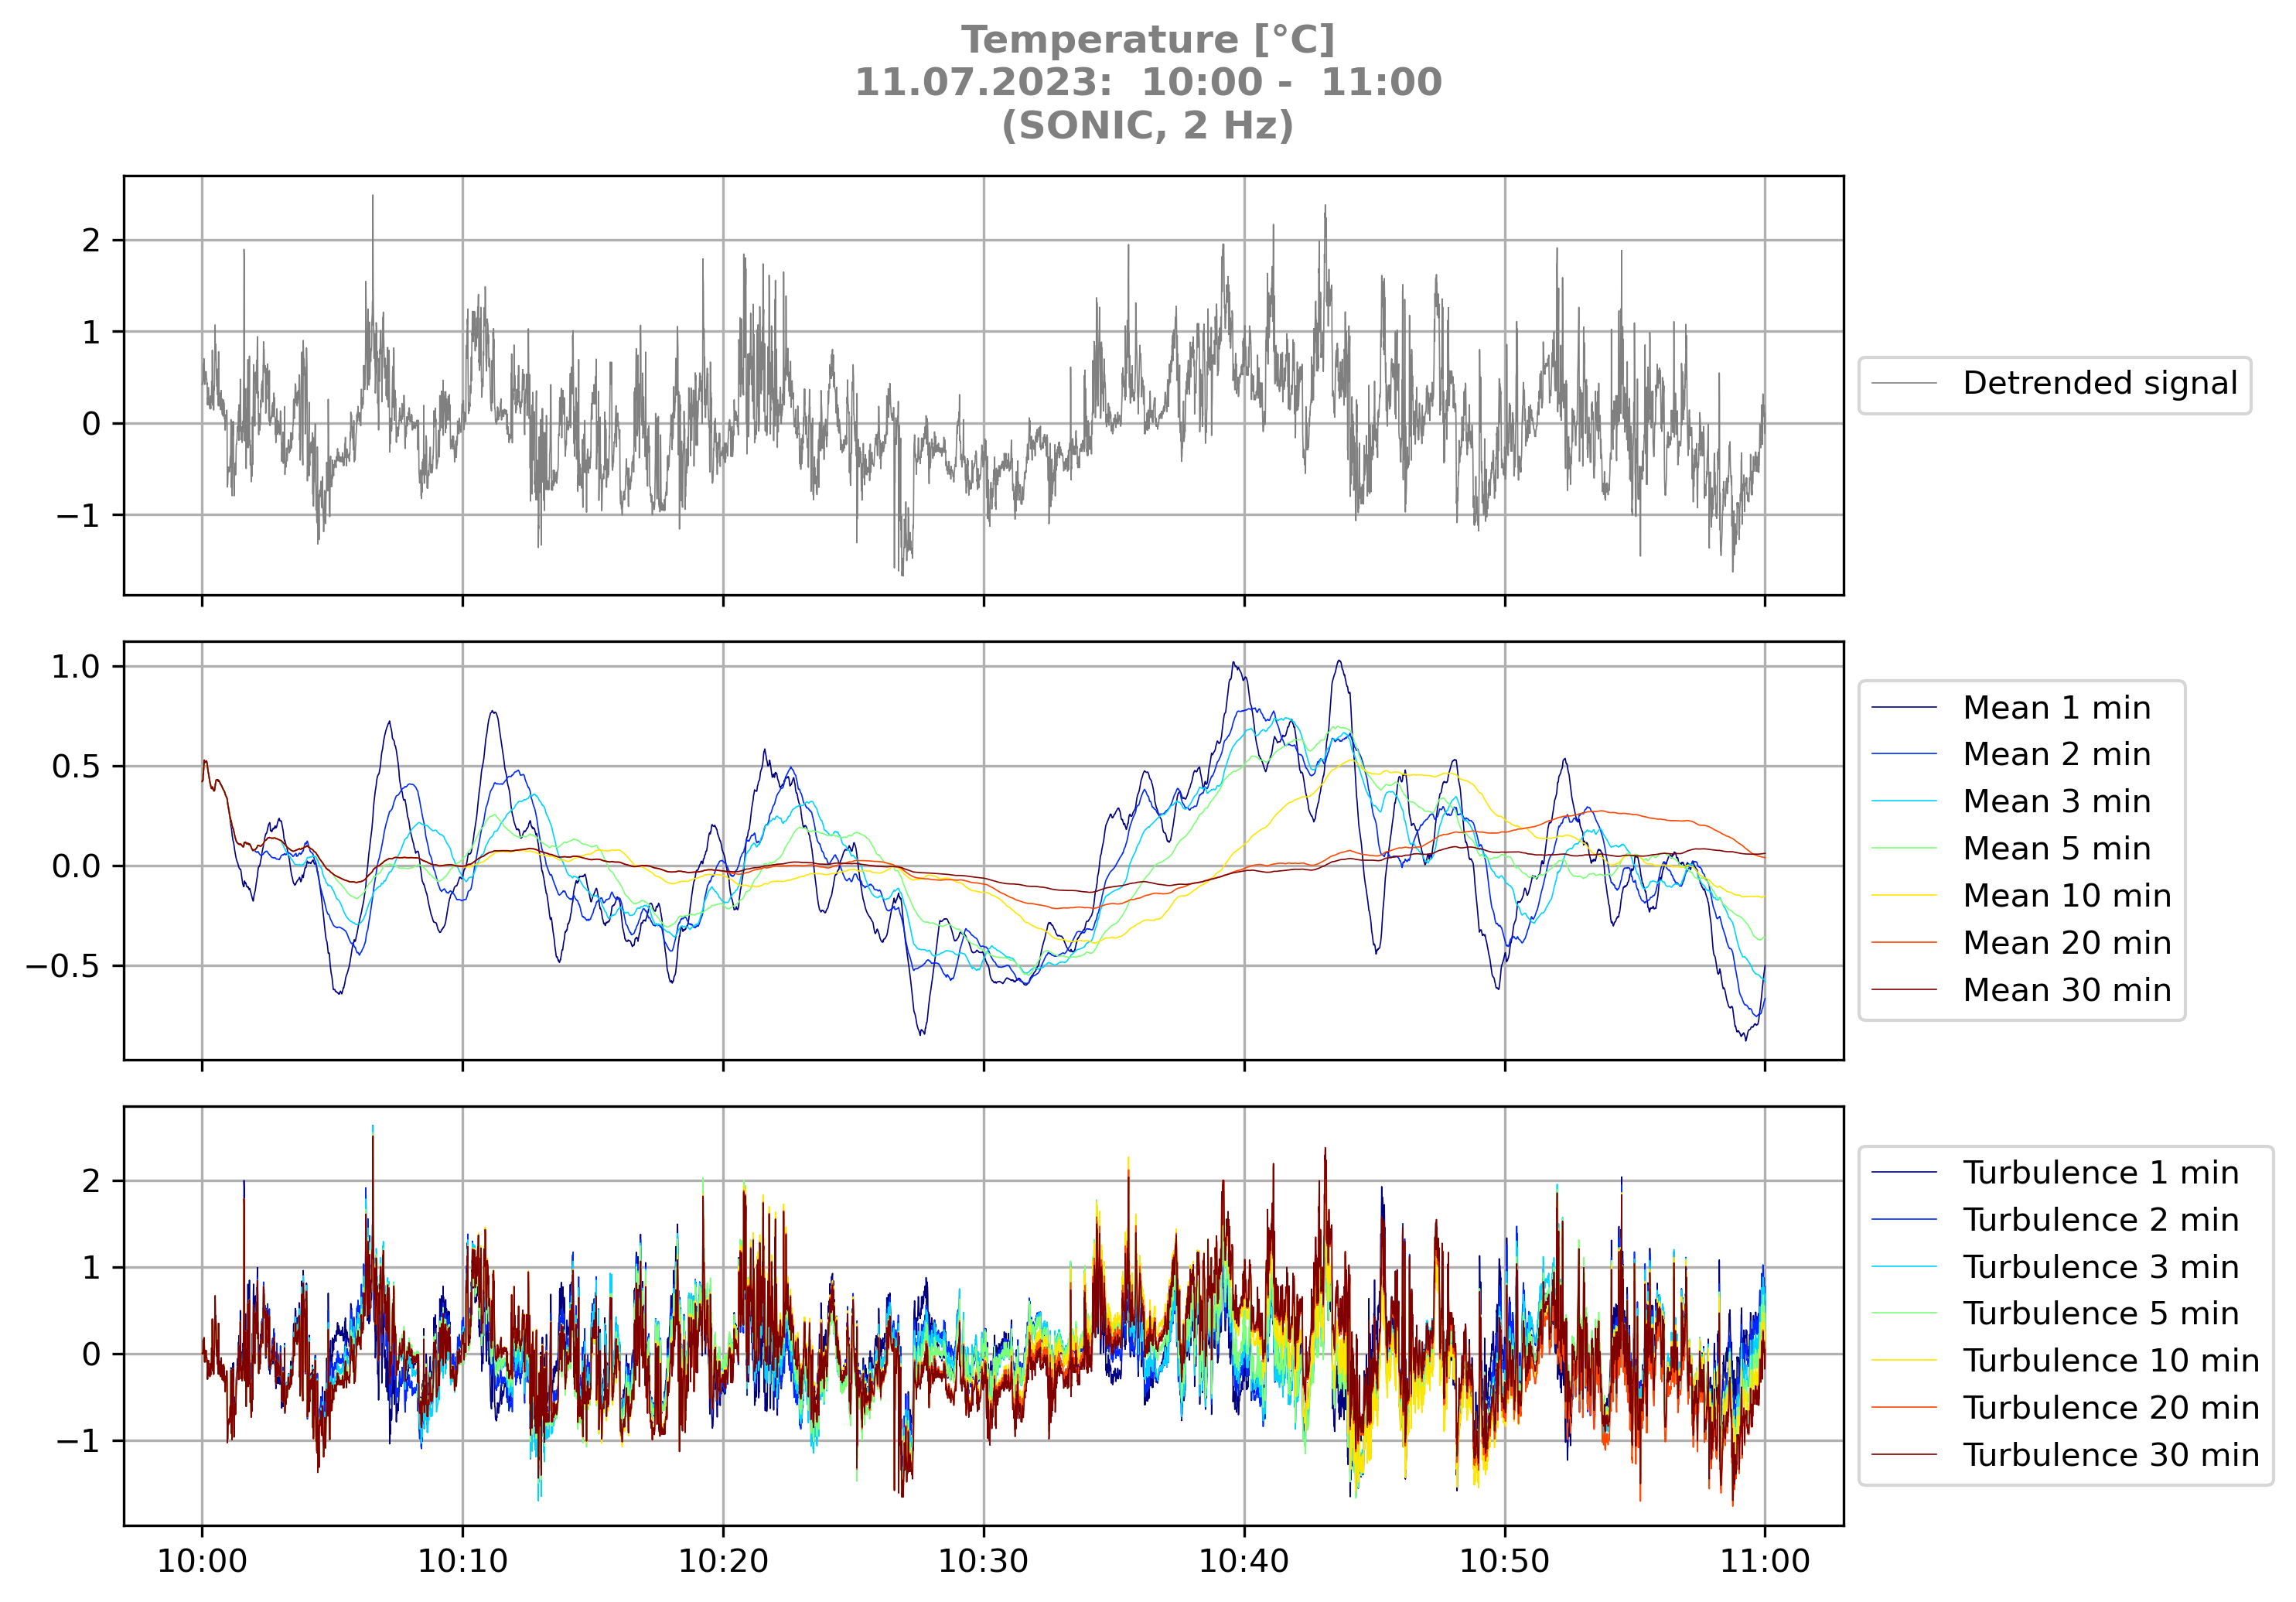 Temperature [°C]
11.07.2023:  10:00 -  11:00
(SONIC, 2 Hz)
2
1
0
−1
Detrended signal
1.0
0.5
0.0
−0.5
Mean 1 min
Mean 2 min
Mean 3 min
Mean 5 min
Mean 10 min
Mean 20 min
Mean 30 min
2
1
0
−1
Turbulence 1 min
Turbulence 2 min
Turbulence 3 min
Turbulence 5 min
Turbulence 10 min
Turbulence 20 min
Turbulence 30 min
10:00 10:10 10:20 10:30 10:40 10:50 11:00